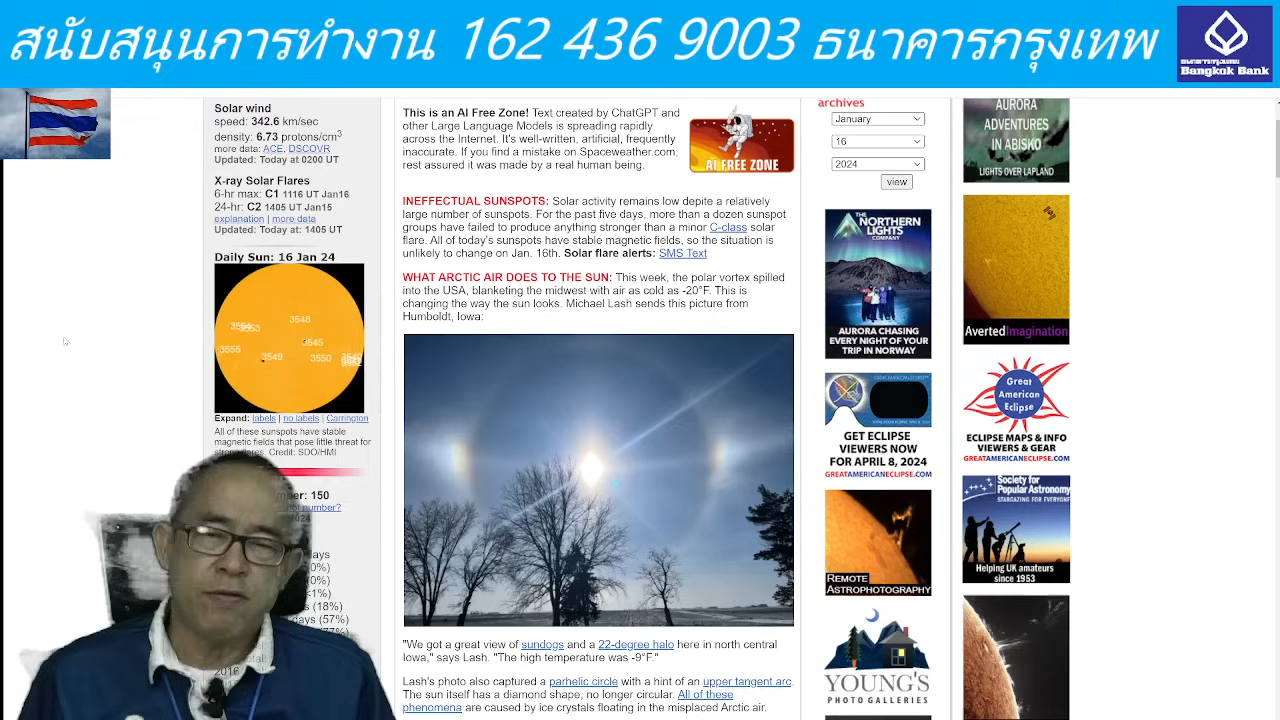 สนับสนุนการทำงาน 162 436 9003 ธนาคารกรุงเทพ
Bangkok Bank
Solar wind
speed: 342.6 km/sec
density: 6.73 protons/cm3
more data: ACE, DSCOVR
Updated: Today at 0200 UT
X-ray Solar Flares
6-hr max: C1 1116 UT Jan16
24-hr: C2 1405 UT Jan15
explanation | more data
Updated: Today at: 1405 UT
Daily Sun: 16 Jan 24
3548
3553
3545
3555
3549
3550
Expand: labels | no labels | Carrington
All of these sunspots have stable
magnetic fields that pose little threat for
flares. Credit: SDO/HMI
150
number?
2024
(18%)
(57%)
This is an AI Free Zone! Text created by ChatGPT and
other Large Language Models is spreading rapidly
across the Internet. It's well-written, artificial, frequently
inaccurate. If you find a mistake on Spaceweather.com,
rest assured it was made by a real human being.
AI FREE ZONE
INEFFECTUAL SUNSPOTS: Solar activity remains low depite a relatively
large number of sunspots. For the past five days, more than a dozen sunspot
groups have failed to produce anything stronger than a minor C-class solar
flare. All of today's sunspots have stable magnetic fields, so the situation is
unlikely to change on Jan. 16th. Solar flare alerts: SMS Text
WHAT ARCTIC AIR DOES TO THE SUN: This week, the polar vortex spilled
into the USA, blanketing the midwest with air as cold as -20°F. This is
changing the way the sun looks. Michael Lash sends this picture from
Humboldt, Iowa:
"We got a great view of sundogs and a 22-degree halo here in north central
Iowa," says Lash. "The high temperature was -9°F."
Lash's photo also captured a parhelic circle with a hint of an upper tangent arc.
The sun itself has a diamond shape, no longer circular. All of these
phenomena are caused by ice crystals floating in the misplaced Arctic air.
archives
January
16
2024
view
THE
NORTHERN
LIGHTS
COMPANY
AURORA CHASING
EVERY NIGHT OF YOUR
TRIP IN NORWAY
GET ECLIPSE
VIEWERS NOW
FOR APRIL 8, 2024
GREATAMERICANECLIPSE.COM
REMOTE
ASTROPHOTOGRAPHY
YOUNG'S
PHOTO GALLERIES
AURORA
ADVENTURES
IN ABISKO
LIGHTS OVER LAPLAND
AvertedImagination
Great
American
Eclipse
ECLIPSE MAPS & INFO
VIEWERS & GEAR
GREATAMERICANECLIPSE.COM
Society for
Popular Astronomy
STARGAZING FOR EVERYONE
Helping UK amateurs
since 1953